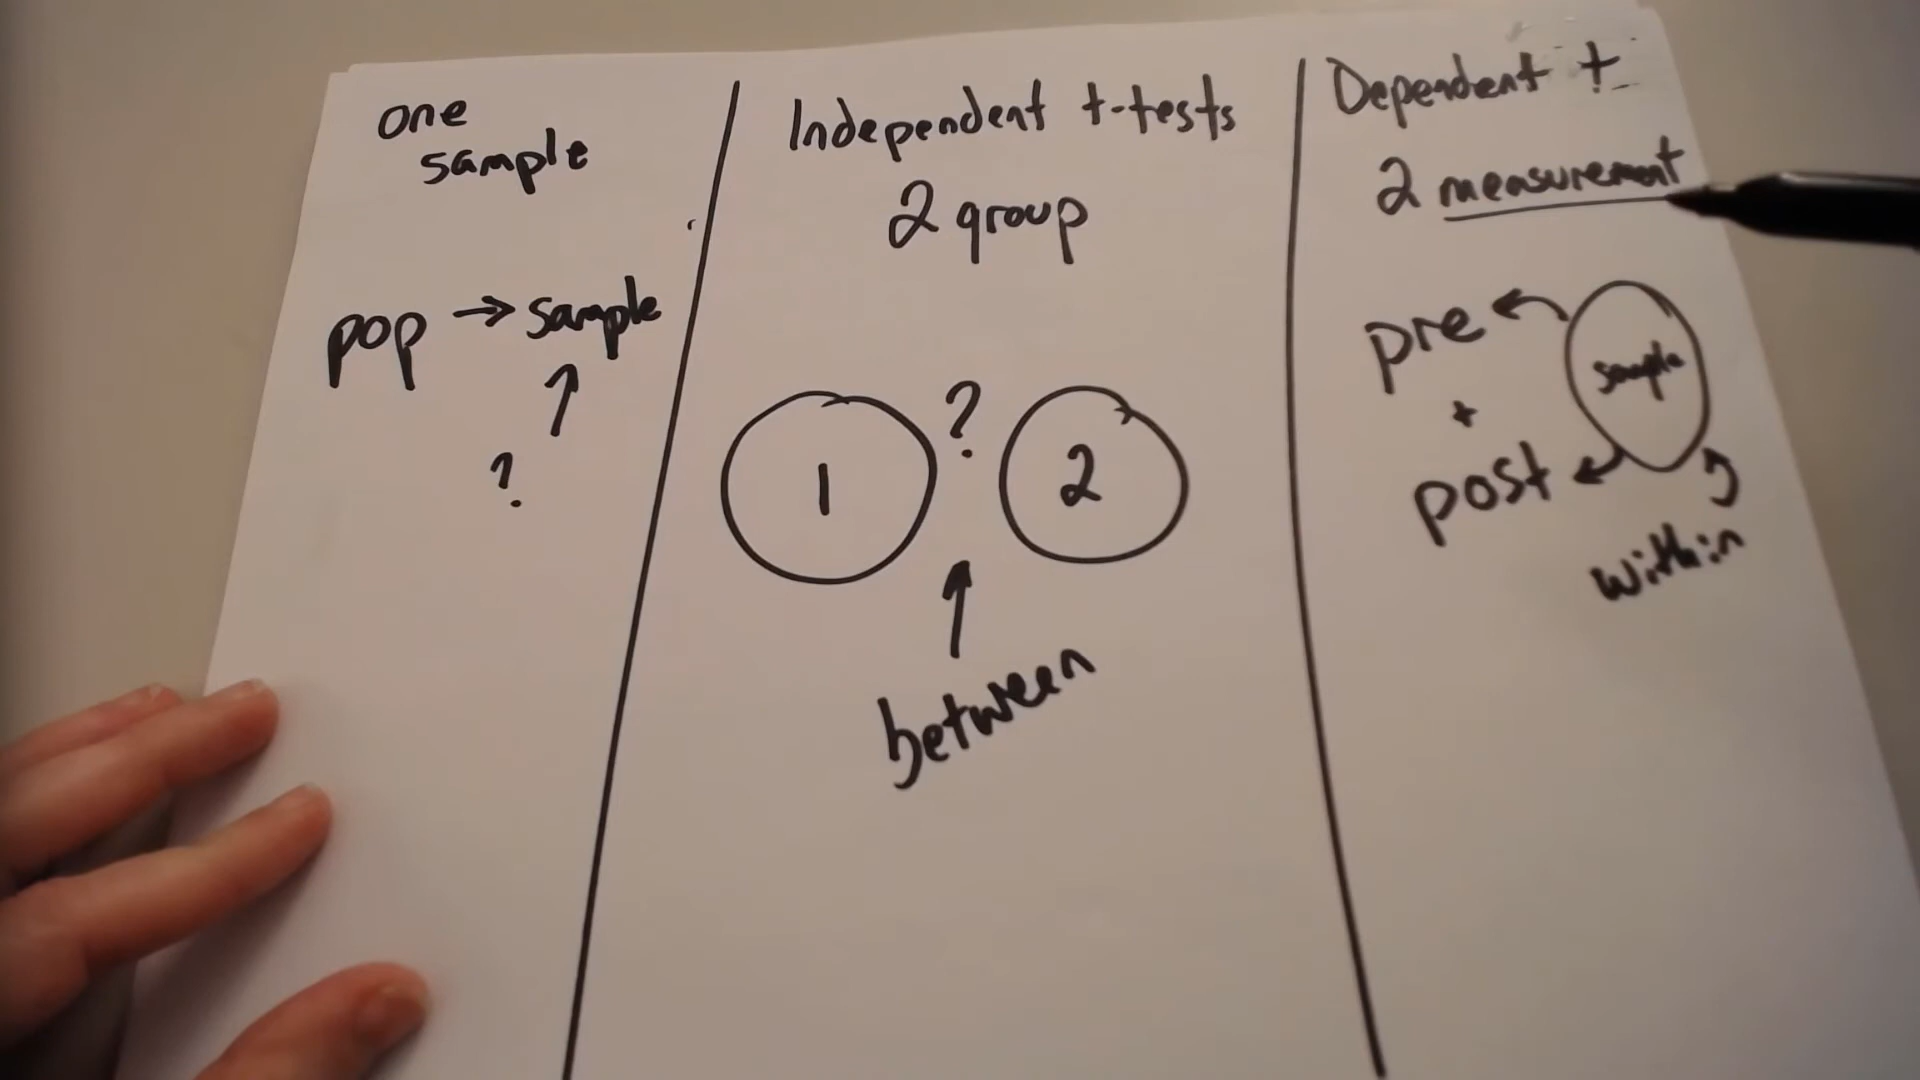 one
sample
pop → sample
↑
?
Independent t-tests
2 group
1 ? 2
↑
between
Dependent t
2 measurement
pre
+
post
sample
within